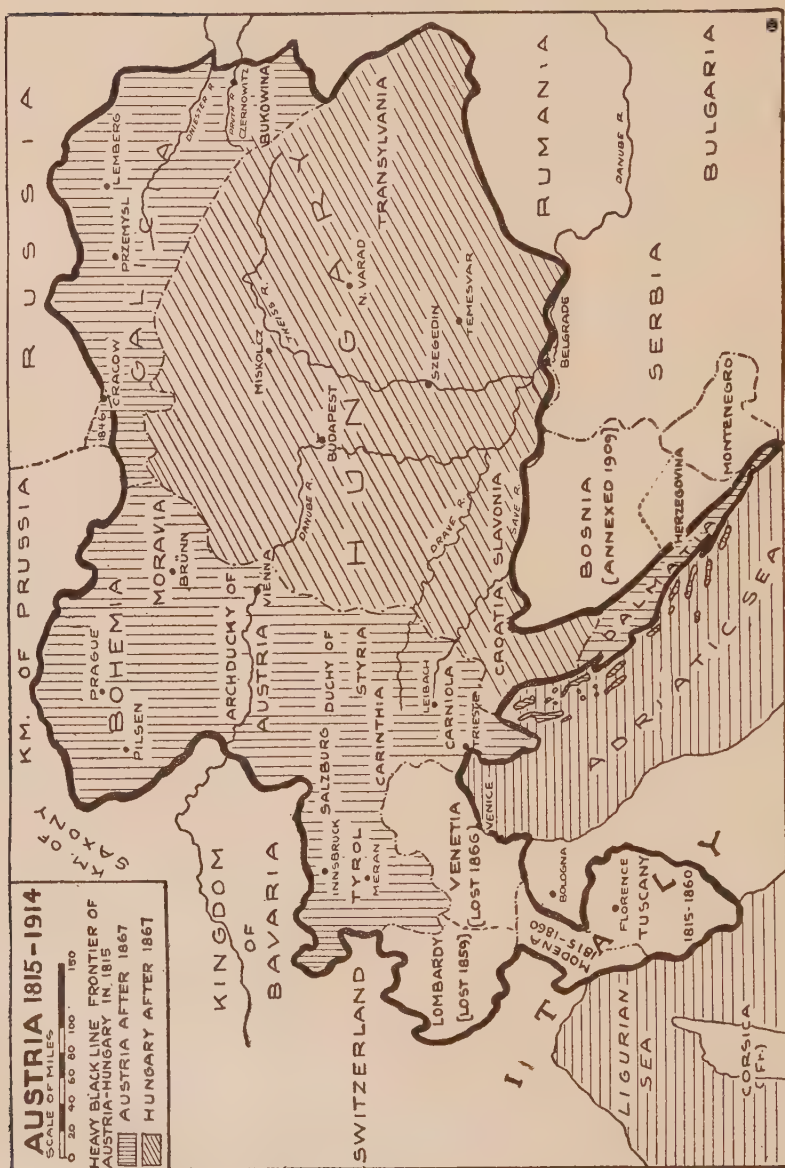 AUSTRIA 1815-1914
SCALE OF MILES
0 20 40 60 80 100 150
HEAVY BLACK LINE FRONTIER OF
AUSTRIA-HUNGARY IN 1815
AUSTRIA AFTER 1867
HUNGARY AFTER 1867
KM. OF
SAXONY
KM. OF PRUSSIA
RUSSIA
PRAGUE
PILSEN
BOHEMIA
MORAVIA
BRÜNN
1846
CRACOW
GALICIA
PRZEMYSL
LEMBERG
DNIESTER R.
PRUTH R.
CZERNOWITZ
BUKOWINA
KINGDOM
OF
BAVARIA
ARCHDUCHY OF
AUSTRIA
VIENNA
DANUBE R.
HUNGARY
MISKOLCZ
THEISS R.
BUDAPEST
N. VARAD
TRANSYLVANIA
SZEGEDIN
TEMESVAR
SWITZERLAND
INNSBRUCK
TYROL
MERAN
SALZBURG
DUCHY OF
STYRIA
CARINTHIA
LEIBACH
CARNIOLA
TRIESTE
DRAVE R.
CROATIA
SLAVONIA
SAVE R.
BELGRADE
RUMANIA
DANUBE R.
BULGARIA
SERBIA
BOSNIA
[ANNEXED 1909]
HERZEGOVINA
MONTENEGRO
DALMATIA
ADRIATIC SEA
LOMBARDY
[LOST 1859]
VENETIA
[LOST 1866]
VENICE
ITALY
MODENA
1815-1860
BOLOGNA
FLORENCE
TUSCANY
1815-1860
LIGURIAN
SEA
CORSICA
(Fr.)